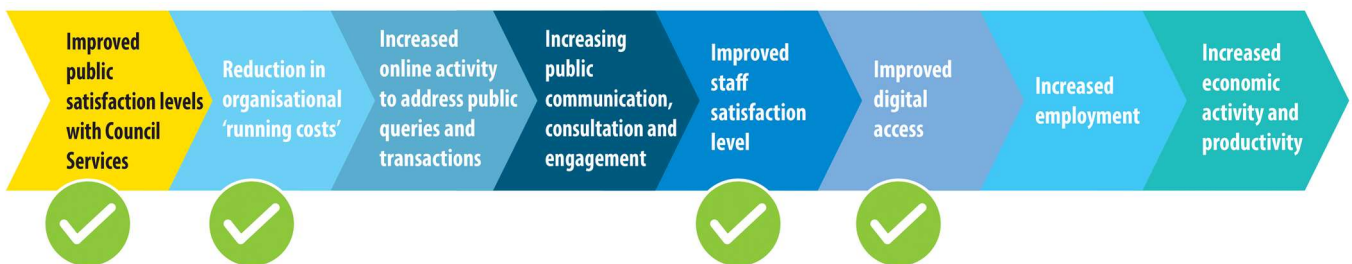 Improved
public
satisfaction levels
with Council
Services
Reduction in
organisational
‘running costs’
Increased
online activity
to address public
queries and
transactions
Increasing
public
communication,
consultation and
engagement
Improved
staff
satisfaction
level
Improved
digital
access
Increased
employment
Increased
economic
activity and
productivity